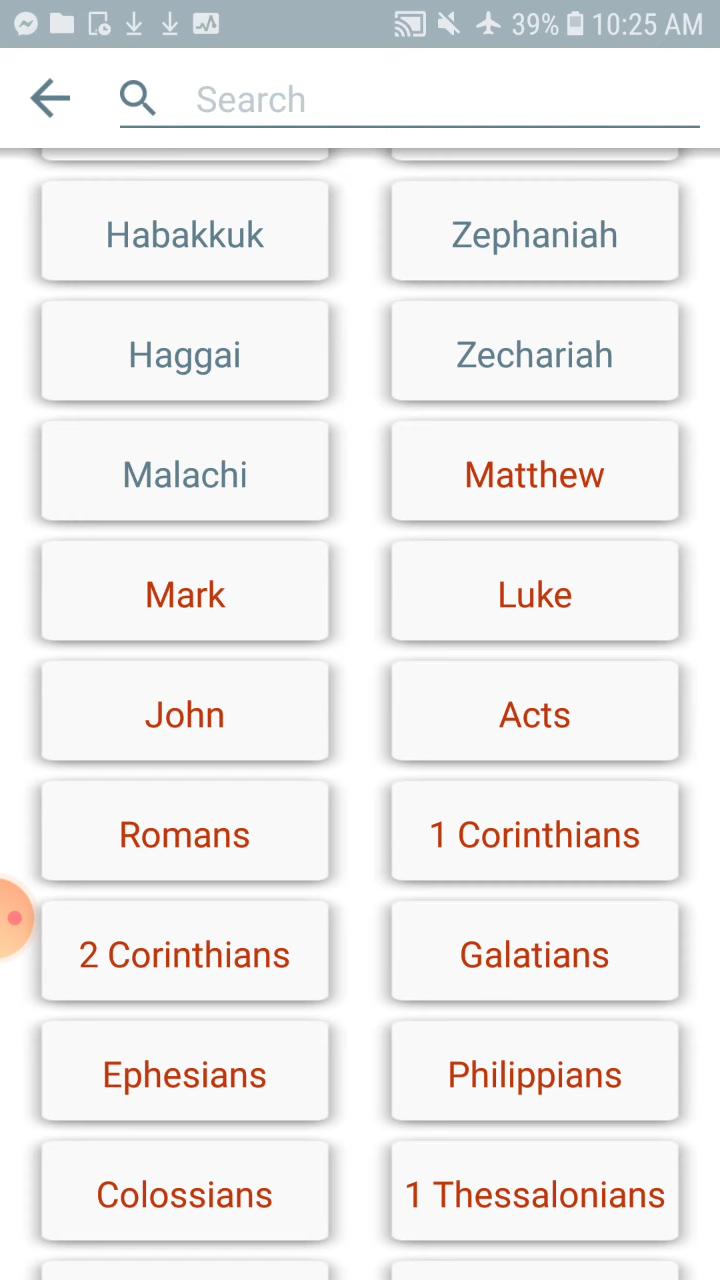 39% 10:25 AM
Search
Habakkuk Zephaniah
Haggai Zechariah
Malachi Matthew
Mark Luke
John Acts
Romans 1 Corinthians
2 Corinthians Galatians
Ephesians Philippians
Colossians 1 Thessalonians